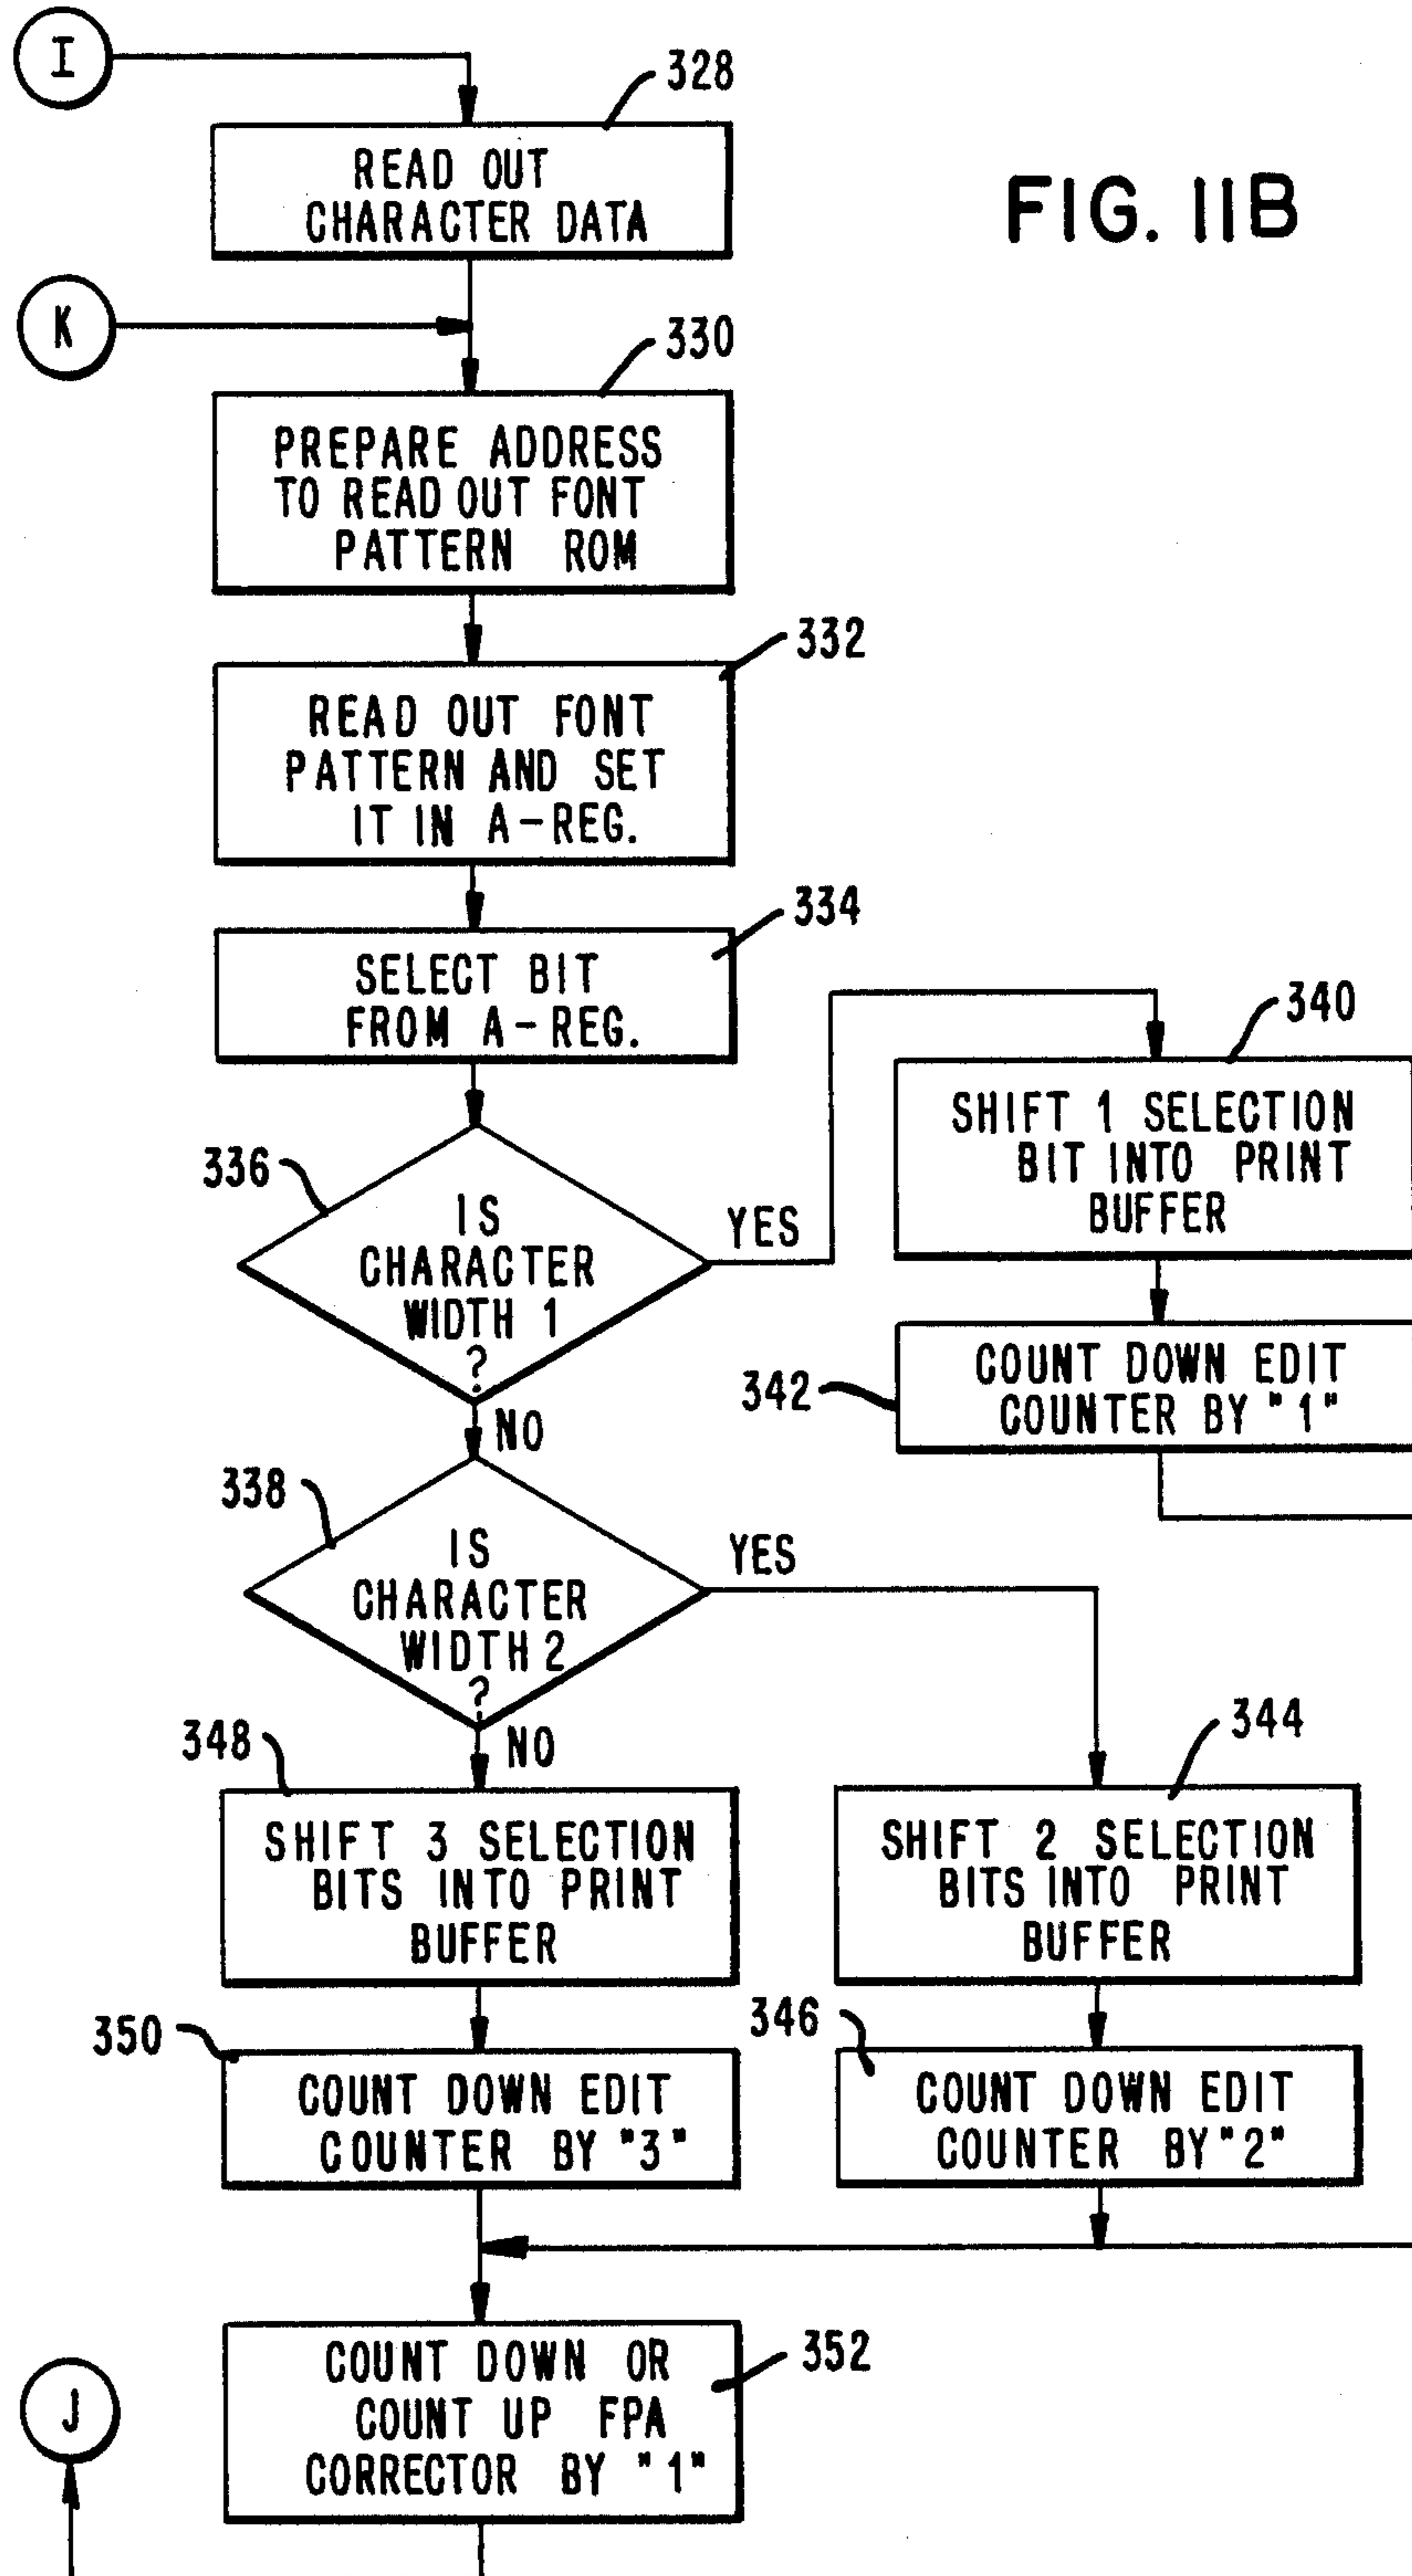 I
328
READ OUT
CHARACTER DATA
FIG. 11B
K
330
PREPARE ADDRESS
TO READ OUT FONT
PATTERN ROM
332
READ OUT FONT
PATTERN AND SET
IT IN A-REG.
334
SELECT BIT
FROM A-REG.
340
SHIFT 1 SELECTION
BIT INTO PRINT
BUFFER
336
IS
CHARACTER
WIDTH 1
?
YES
NO
342
COUNT DOWN EDIT
COUNTER BY "1"
338
IS
CHARACTER
WIDTH 2
?
YES
NO
348
SHIFT 3 SELECTION
BITS INTO PRINT
BUFFER
344
SHIFT 2 SELECTION
BITS INTO PRINT
BUFFER
350
COUNT DOWN EDIT
COUNTER BY "3"
346
COUNT DOWN EDIT
COUNTER BY "2"
352
COUNT DOWN OR
COUNT UP FPA
CORRECTOR BY "1"
J